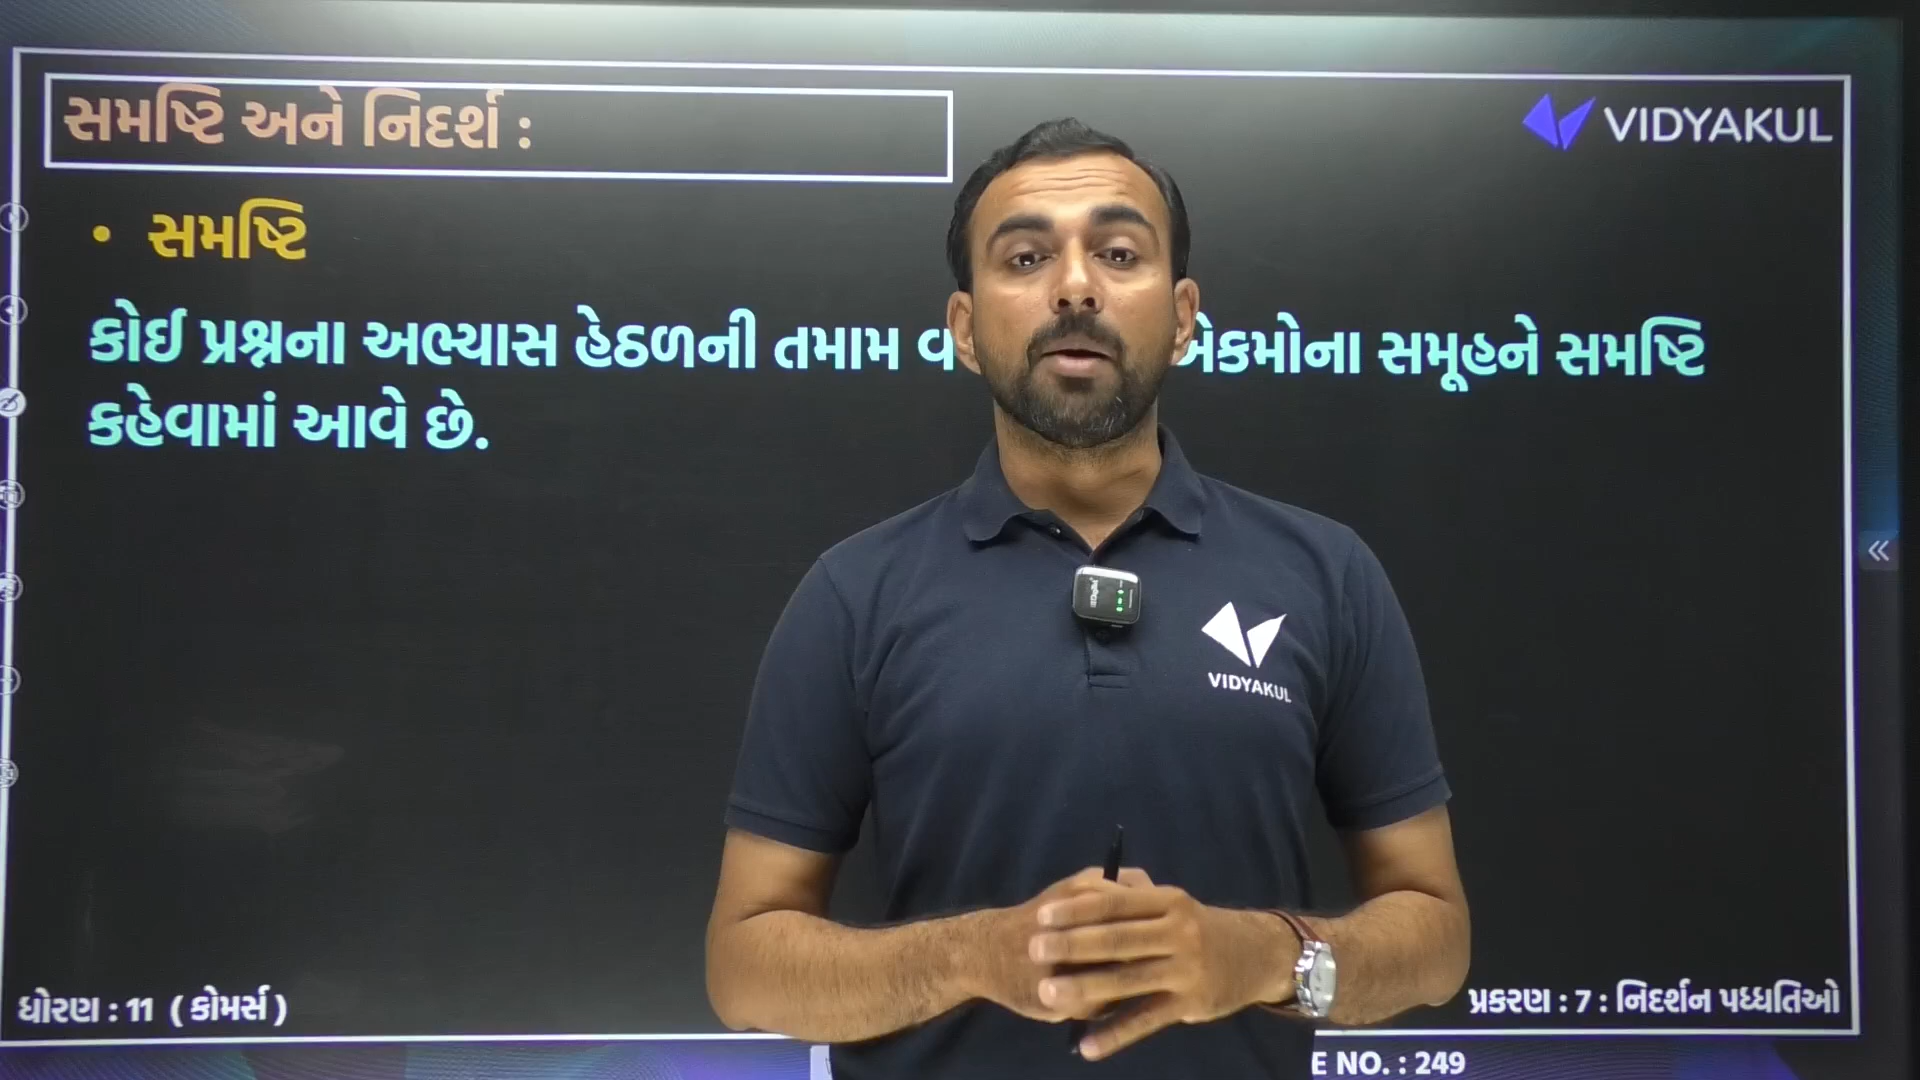 સમષ્ટિ અને નિદર્શ :
VIDYAKUL
• સમષ્ટિ
કોઈ પ્રશ્નના અભ્યાસ હેઠળની તમામ એકમોના સમૂહને સમષ્ટિ
કહેવામાં આવે છે.
VIDYAKUL
ધોરણ : 11 ( કોમર્સ )
પ્રકરણ : 7 : નિદર્શન પધ્ધતિઓ
NO. : 249